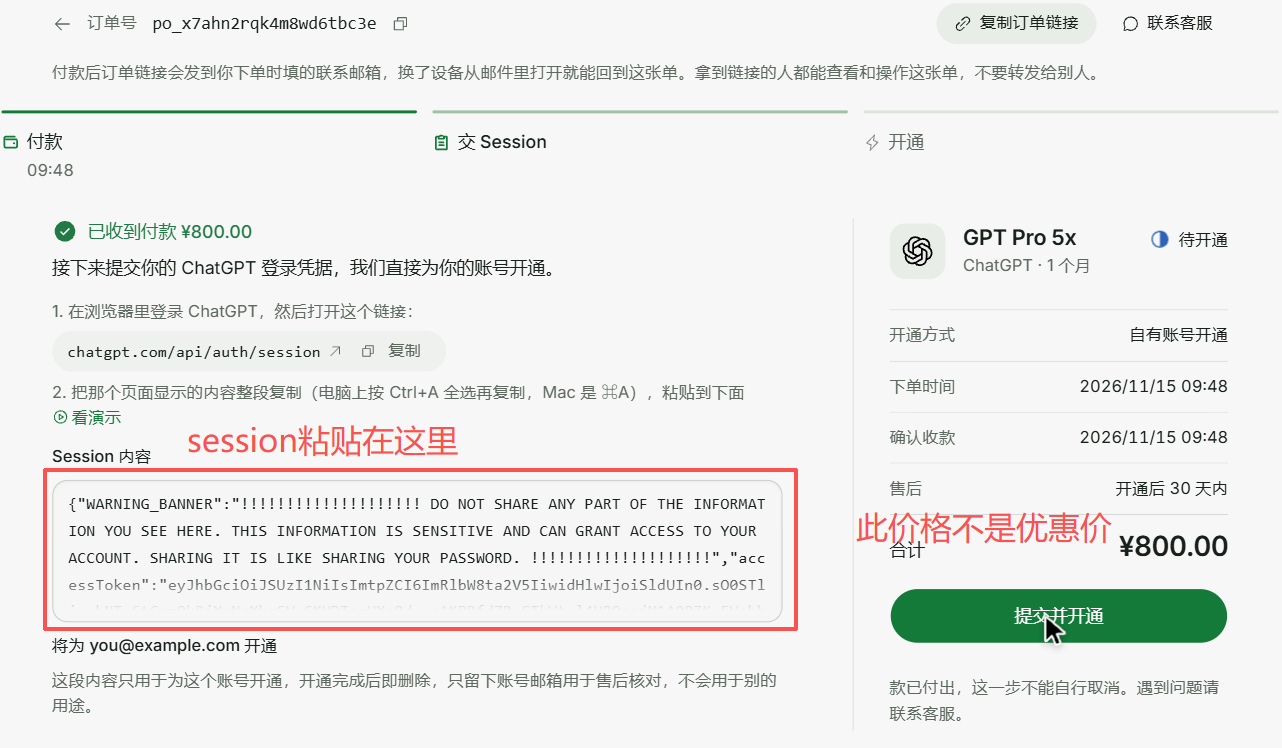 订单号 po_x7ahn2rqk4m8wd6tbc3e
复制订单链接
联系客服
付款后订单链接会发到你下单时填的联系邮箱，换了设备从邮件里打开就能回到这张单。拿到链接的人都能查看和操作这张单，不要转发给别人。
付款
09:48
交 Session
开通
已收到付款 ¥800.00
接下来提交你的 ChatGPT 登录凭据，我们直接为你的账号开通。
1. 在浏览器里登录 ChatGPT，然后打开这个链接：
chatgpt.com/api/auth/session ↗ 复制
2. 把那个页面显示的内容整段复制（电脑上按 Ctrl+A 全选再复制，Mac 是 ⌘A），粘贴到下面
看演示
session粘贴在这里
Session 内容
{"WARNING_BANNER":"!!!!!!!!!!!!!!!!!!!! DO NOT SHARE ANY PART OF THE INFORMAT
ION YOU SEE HERE. THIS INFORMATION IS SENSITIVE AND CAN GRANT ACCESS TO YOUR
ACCOUNT. SHARING IT IS LIKE SHARING YOUR PASSWORD. !!!!!!!!!!!!!!!!!!!!","acc
essToken":"eyJhbGciOiJSUzI1NiIsImtpZCI6ImRlbW8ta2V5IiwidHlwIjoiSldUIn0.sO0STl
将为 you@example.com 开通
这段内容只用于为这个账号开通，开通完成后即删除，只留下账号邮箱用于售后核对，不会用于别的
用途。
GPT Pro 5x
待开通
ChatGPT · 1 个月
开通方式 自有账号开通
下单时间 2026/11/15 09:48
确认收款 2026/11/15 09:48
售后 开通后 30 天内
此价格不是优惠价
合计 ¥800.00
提交并开通
款已付出，这一步不能自行取消。遇到问题请
联系客服。